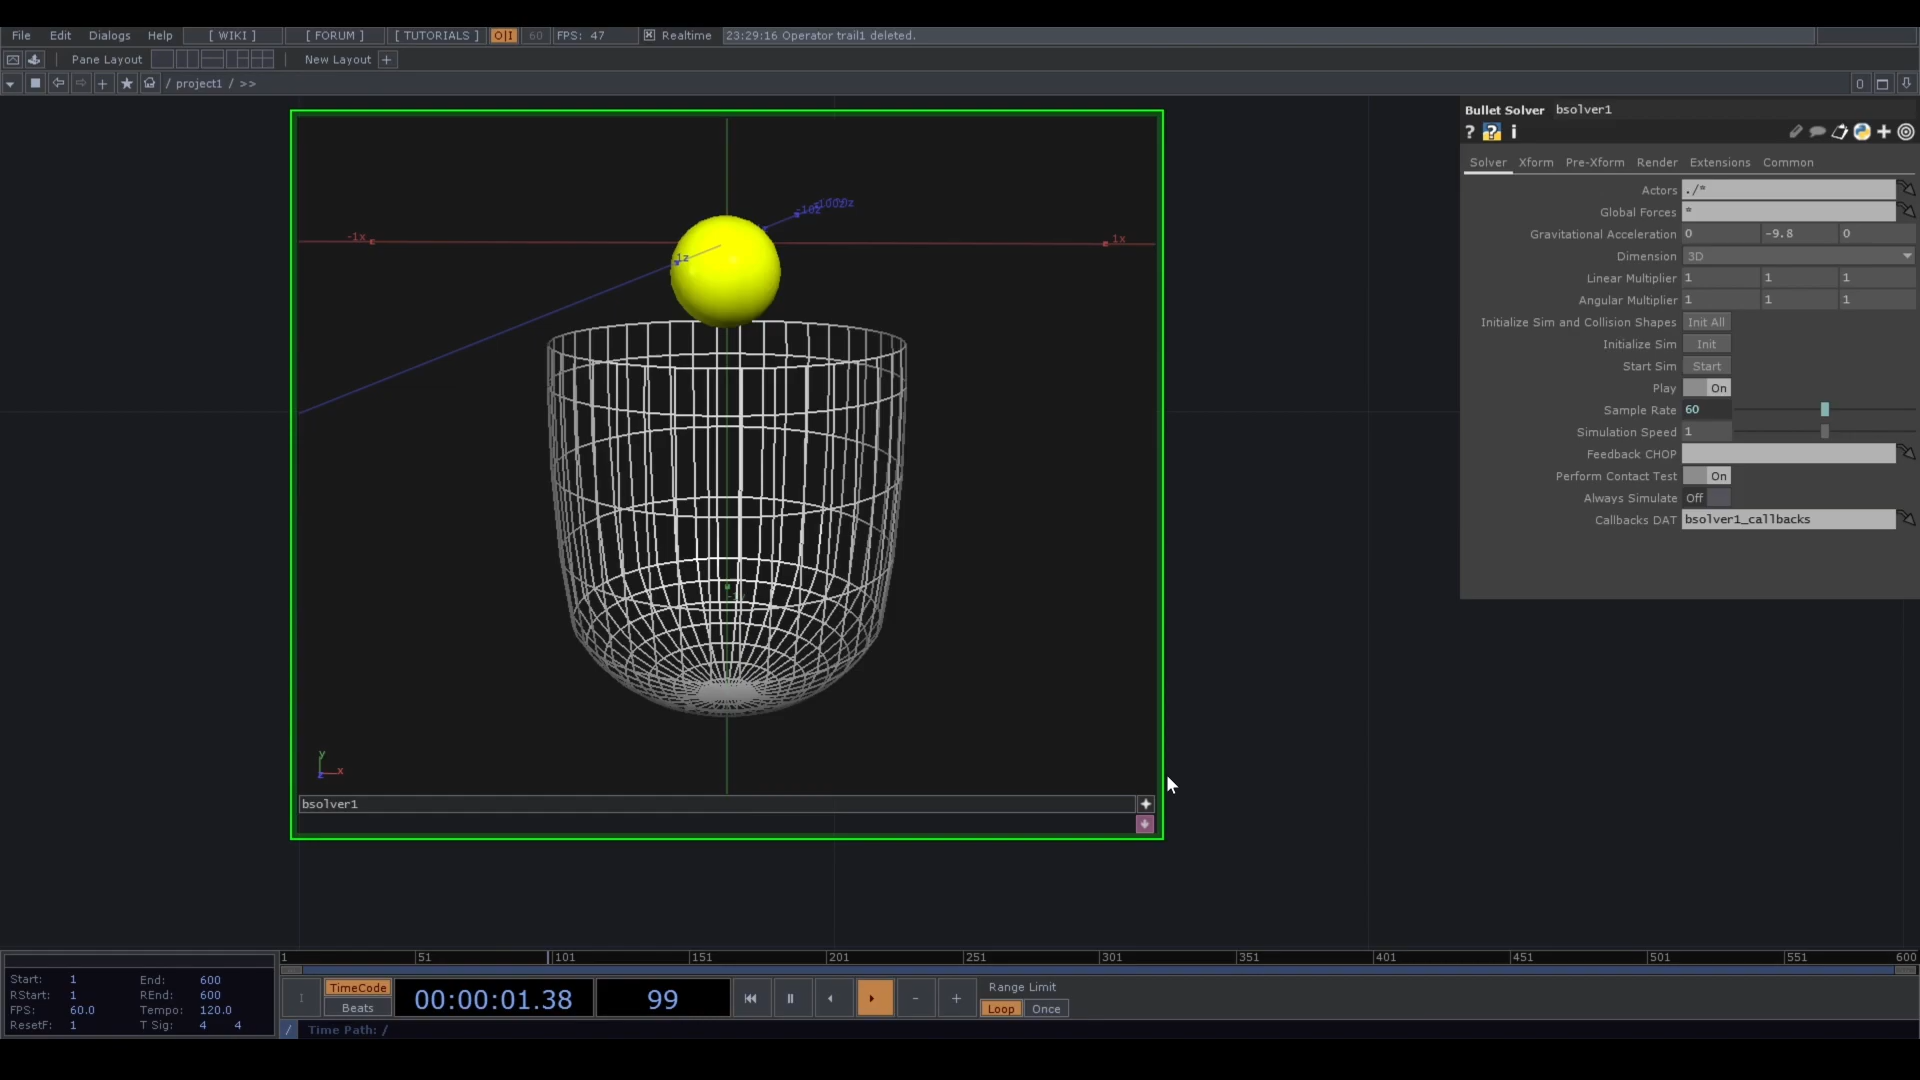 File Edit Dialogs Help [ WIKI ] [ FORUM ] [ TUTORIALS ] O|I 60 FPS: 47 Realtime 23:29:16 Operator trail1 deleted.
Pane Layout New Layout +
/ project1 / >> 0
Bullet Solver bsolver1
? ? i
Solver Xform Pre-Xform Render Extensions Common
Actors ./*
Global Forces *
Gravitational Acceleration 0 -9.8 0
Dimension 3D
Linear Multiplier 1 1 1
Angular Multiplier 1 1 1
Initialize Sim and Collision Shapes Init All
Initialize Sim Init
Start Sim Start
Play On
Sample Rate 60
Simulation Speed 1
Feedback CHOP
Perform Contact Test On
Always Simulate Off
Callbacks DAT bsolver1_callbacks
-1x 1x
-10z
1z
y
z x
bsolver1
1 51 101 151 201 251 301 351 401 451 501 551 600
Start: 1 End: 600
RStart: 1 REnd: 600
FPS: 60.0 Tempo: 120.0
ResetF: 1 T Sig: 4 4
I TimeCode Beats 00:00:01.38 99 - + Range Limit
Loop Once
/ Time Path: /